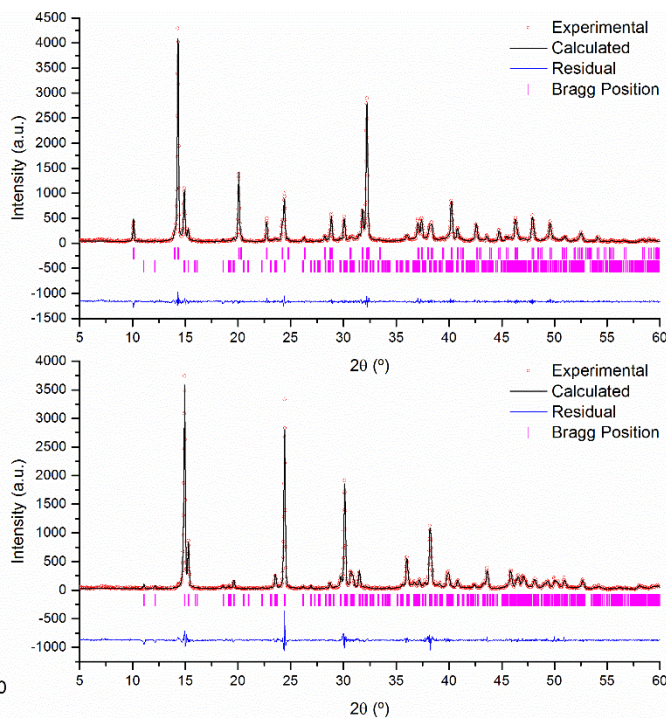 4500
4000
3500
3000
2500
2000
1500
1000
500
0
-500
-1000
-1500
Intensity (a.u.)
Experimental
Calculated
Residual
Bragg Position
5 10 15 20 25 30 35 40 45 50 55 60
2θ (º)
4000
3500
3000
2500
2000
1500
1000
500
0
-500
-1000
Intensity (a.u.)
Experimental
Calculated
Residual
Bragg Position
5 10 15 20 25 30 35 40 45 50 55 60
0
2θ (º)